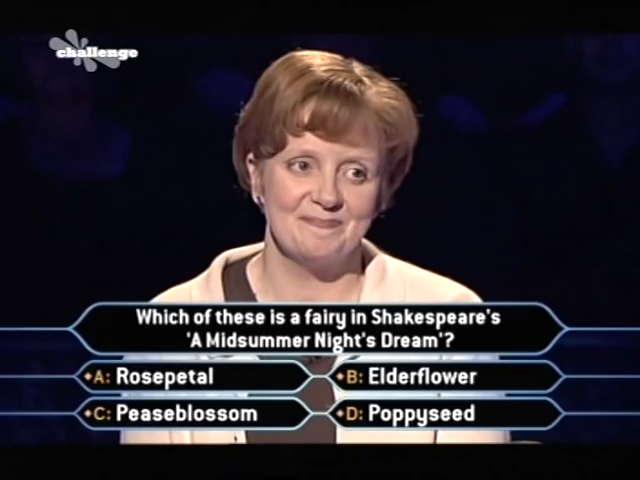 challenge
Which of these is a fairy in Shakespeare's
'A Midsummer Night's Dream'?
A: Rosepetal
B: Elderflower
C: Peaseblossom
D: Poppyseed